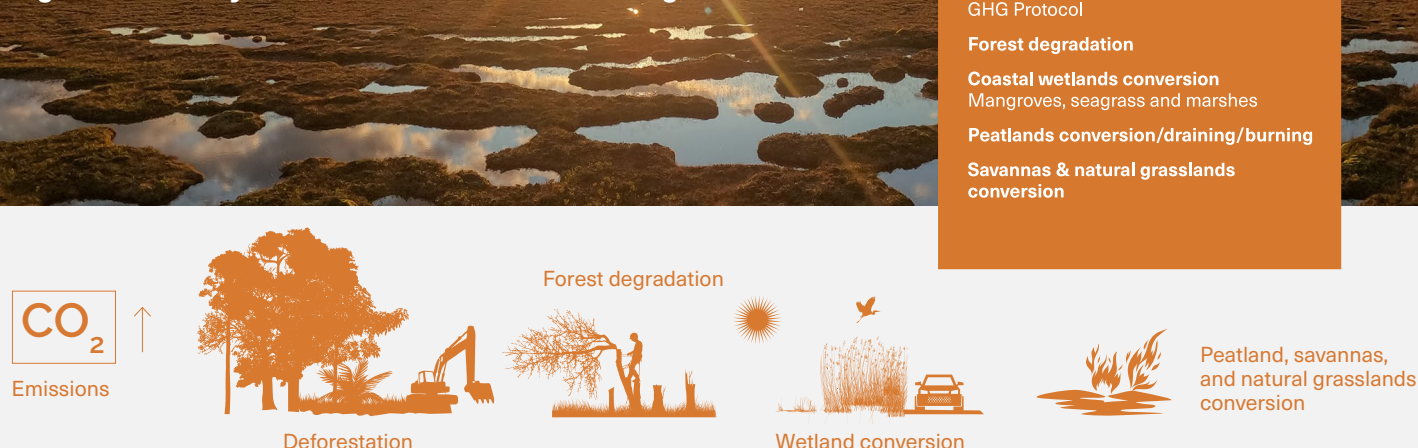 GHG Protocol
Forest degradation
Coastal wetlands conversion
Mangroves, seagrass and marshes
Peatlands conversion/draining/burning
Savannas & natural grasslands
conversion
Forest degradation
CO2
Emissions
Peatland, savannas,
and natural grasslands
conversion
Deforestation
Wetland conversion